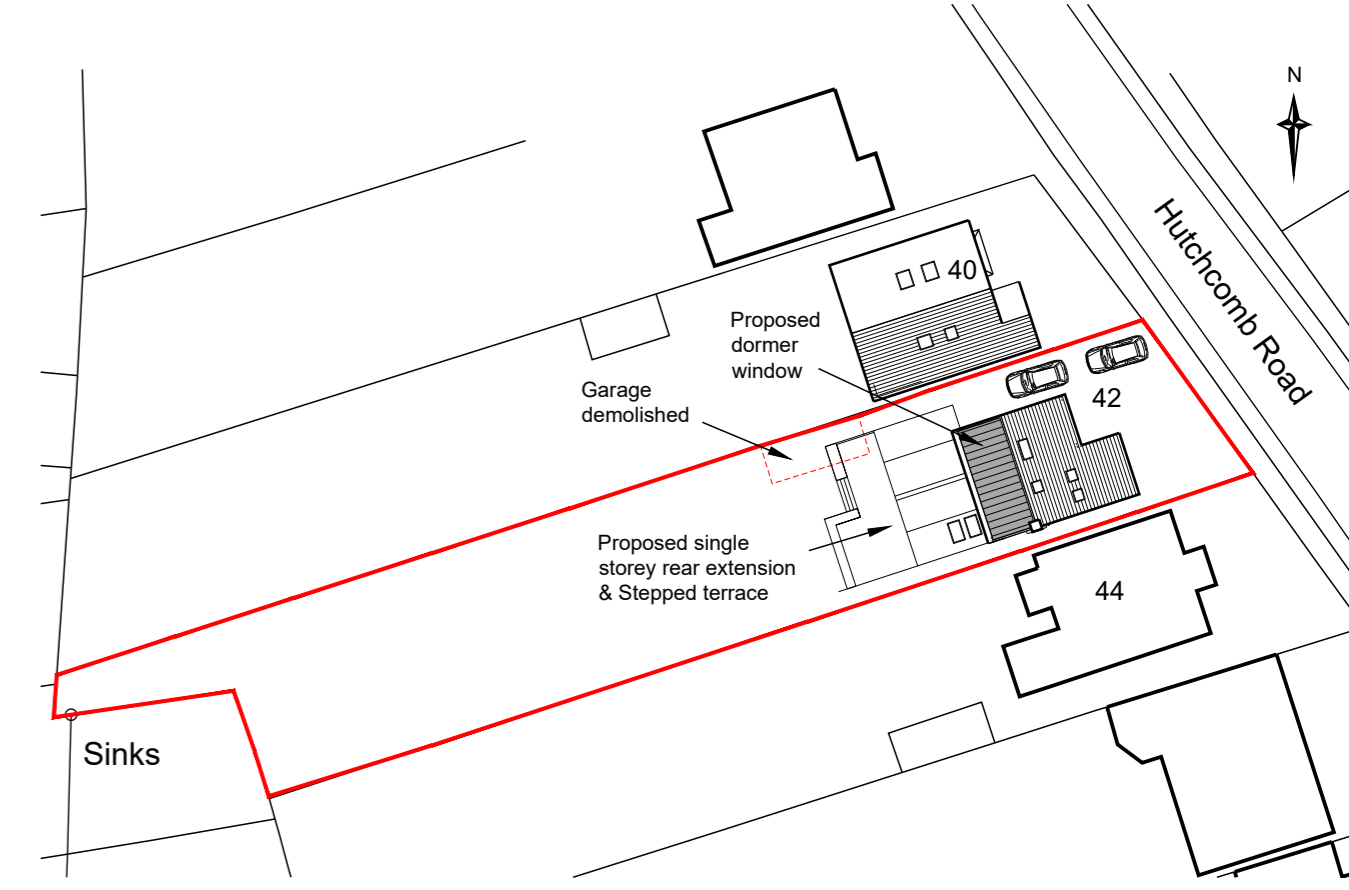 N
Hutchcomb Road
40
Proposed
dormer
window
Garage
demolished
42
Proposed single
storey rear extension
& Stepped terrace
44
Sinks